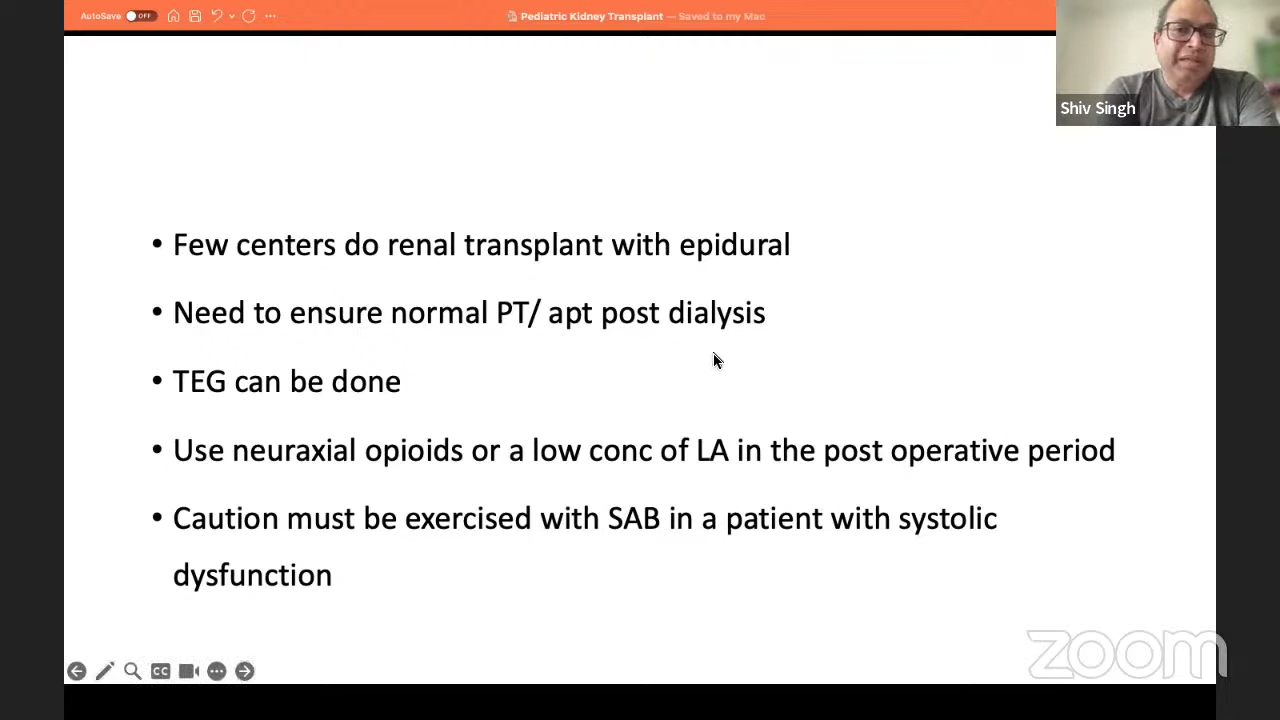 AutoSave OFF
Pediatric Kidney Transplant — Saved to my Mac
Shiv Singh
• Few centers do renal transplant with epidural
• Need to ensure normal PT/ apt post dialysis
• TEG can be done
• Use neuraxial opioids or a low conc of LA in the post operative period
• Caution must be exercised with SAB in a patient with systolic
dysfunction
CC
zoom